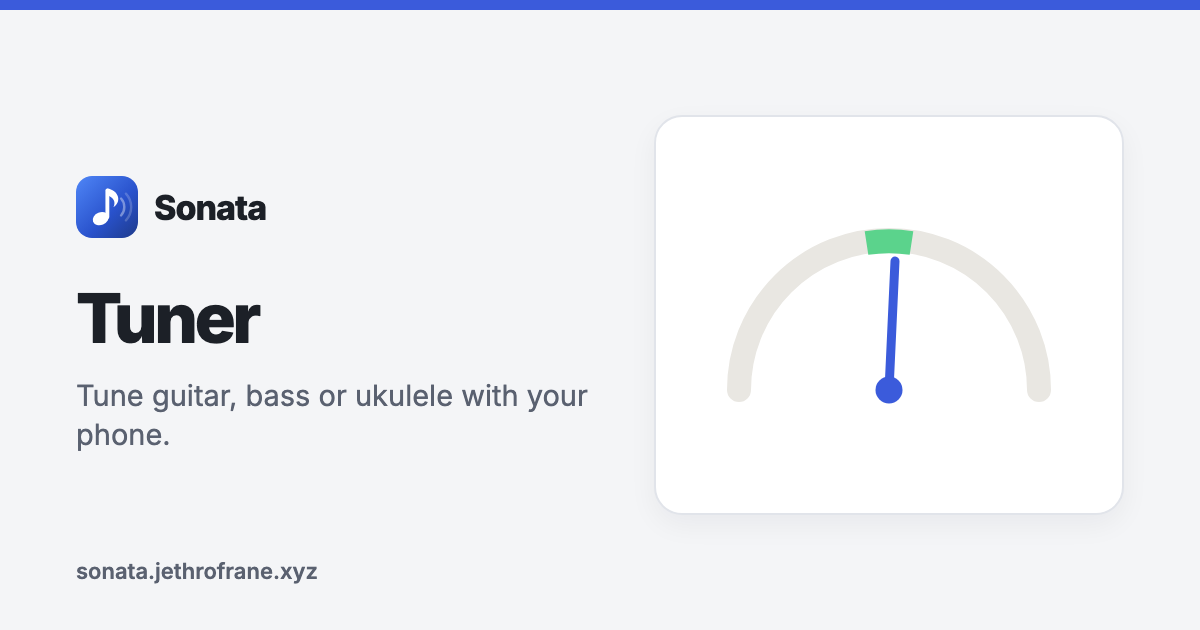 Sonata
Tuner
Tune guitar, bass or ukulele with your
phone.
sonata.jethrofrane.xyz